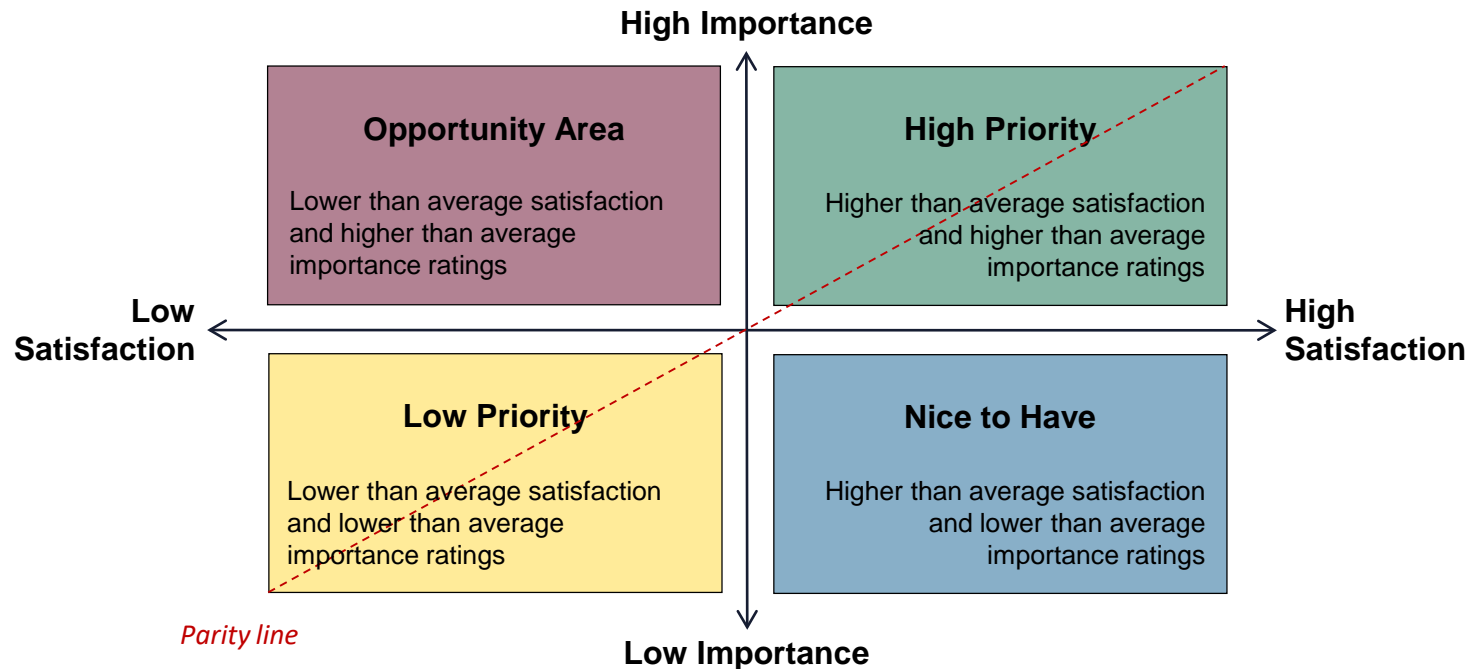 High Importance
Opportunity Area
Lower than average satisfaction
and higher than average
importance ratings
High Priority
Higher than average satisfaction
and higher than average
importance ratings
Low
Satisfaction
High
Satisfaction
Low Priority
Lower than average satisfaction
and lower than average
importance ratings
Nice to Have
Higher than average satisfaction
and lower than average
importance ratings
Parity line
Low Importance